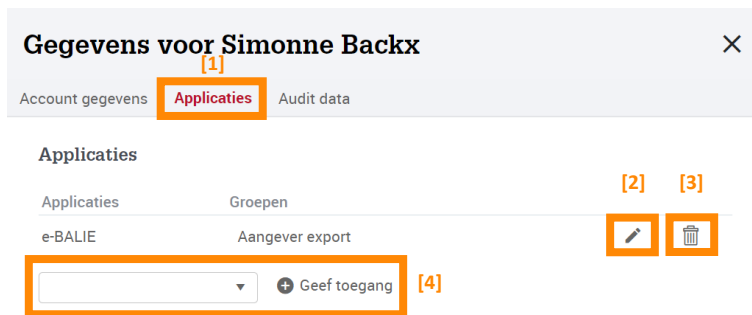 Gegevens voor Simonne Backx
[1]
Account gegevens Applicaties Audit data
Applicaties
[2] [3]
Applicaties Groepen
e-BALIE Aangever export
Geef toegang [4]